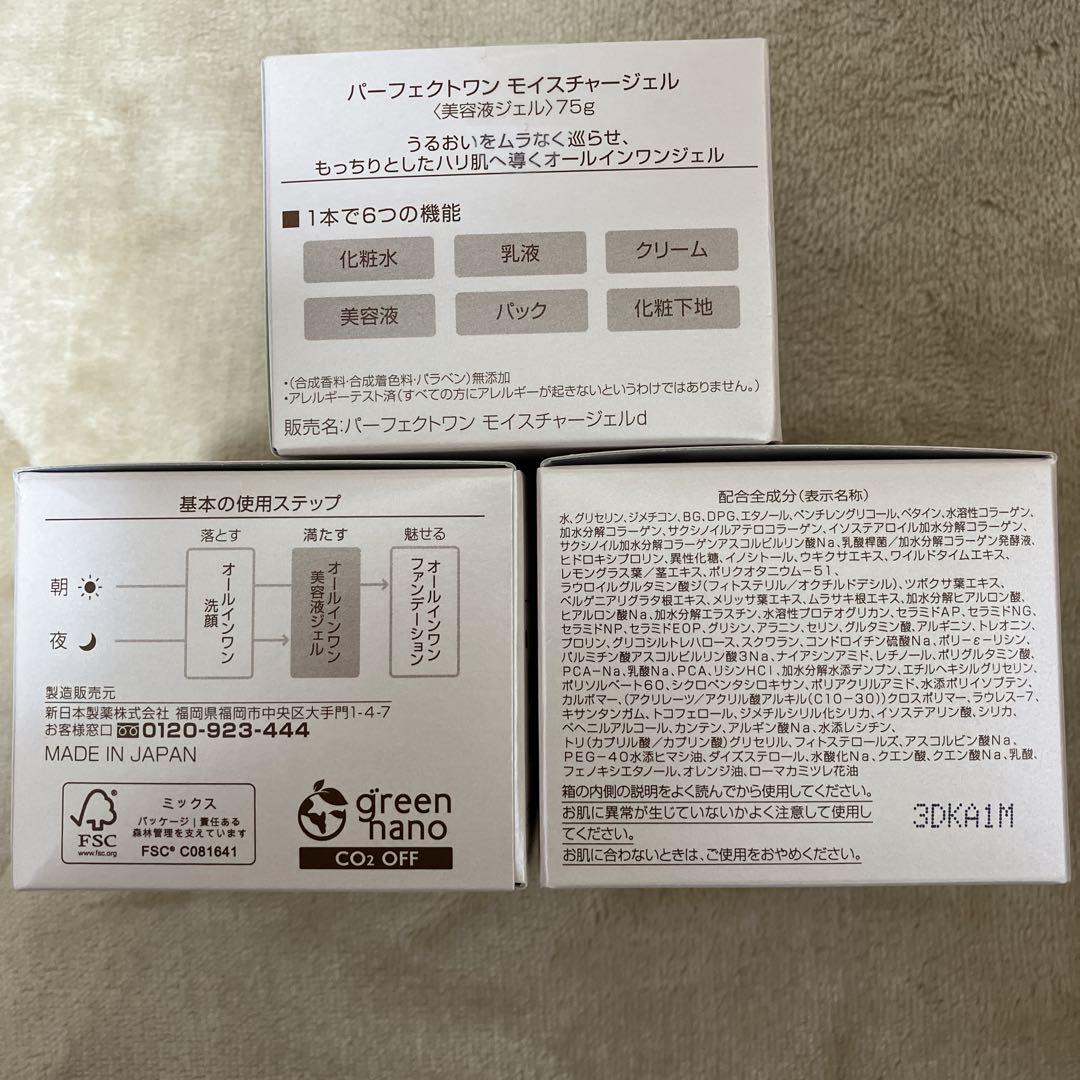 パーフェクトワン モイスチャージェル
〈美容液ジェル〉75g
うるおいをムラなく巡らせ、
もっちりとしたハリ肌へ導くオールインワンジェル
■1本で6つの機能
化粧水
乳液
クリーム
美容液
パック
化粧下地
・(合成香料・合成着色料・パラベン)無添加
・アレルギーテスト済(すべての方にアレルギーが起きないというわけではありません。)
販売名:パーフェクトワン モイスチャージェルd
基本の使用ステップ
落とす
満たす
魅せる
朝
夜
オールインワン
洗顔
オールインワン
美容液ジェル
オールインワン
ファンデーション
製造販売元
新日本製薬株式会社 福岡県福岡市中央区大手門1-4-7
お客様窓口 0120-923-444
MADE IN JAPAN
FSC
www.fsc.org
ミックス
パッケージ|責任ある
森林管理を支えています
FSC® C081641
green
nano
CO2 OFF
配合全成分(表示名称)
水、グリセリン、ジメチコン、BG、DPG、エタノール、ペンチレングリコール、ベタイン、水溶性コラーゲン、
加水分解コラーゲン、サクシノイルアテロコラーゲン、イソステアロイル加水分解コラーゲン、
サクシノイル加水分解コラーゲンアスコルビルリン酸Na、乳酸桿菌/加水分解コラーゲン発酵液、
ヒドロキシプロリン、異性化糖、イノシトール、ウキクサエキス、ワイルドタイムエキス、
レモングラス葉/茎エキス、ポリクオタニウム-51、
ラウロイルグルタミン酸ジ(フィトステリル/オクチルドデシル)、ツボクサ葉エキス、
ベルゲニアリグラタ根エキス、メリッサ葉エキス、ムラサキ根エキス、加水分解ヒアルロン酸、
ヒアルロン酸Na、加水分解エラスチン、水溶性プロテオグリカン、セラミドAP、セラミドNG、
セラミドNP、セラミドEOP、グリシン、アラニン、セリン、グルタミン酸、アルギニン、トレオニン、
プロリン、グリコシルトレハロース、スクワラン、コンドロイチン硫酸Na、ポリ-ε-リシン、
パルミチン酸アスコルビルリン酸3Na、ナイアシンアミド、レチノール、ポリグルタミン酸、
PCA-Na、乳酸Na、PCA、リシンHCl、加水分解水添デンプン、エチルヘキシルグリセリン、
ポリソルベート60、シクロペンタシロキサン、ポリアクリルアミド、水添ポリイソブテン、
カルボマー、(アクリレーツ/アクリル酸アルキル(C10-30))クロスポリマー、ラウレス-7、
キサンタンガム、トコフェロール、ジメチルシリル化シリカ、イソステアリン酸、シリカ、
ベヘニルアルコール、カンテン、アルギン酸Na、水添レシチン、
トリ(カプリル酸/カプリン酸)グリセリル、フィトステロールズ、アスコルビン酸Na、
PEG-40水添ヒマシ油、ダイズステロール、水酸化Na、クエン酸、クエン酸Na、乳酸、
フェノキシエタノール、オレンジ油、ローマカミツレ花油
箱の内側の説明をよく読んでから使用してください。
お肌に異常が生じていないかよく注意して使用し
てください。
お肌に合わないときは、ご使用をおやめください。
3DKA1M